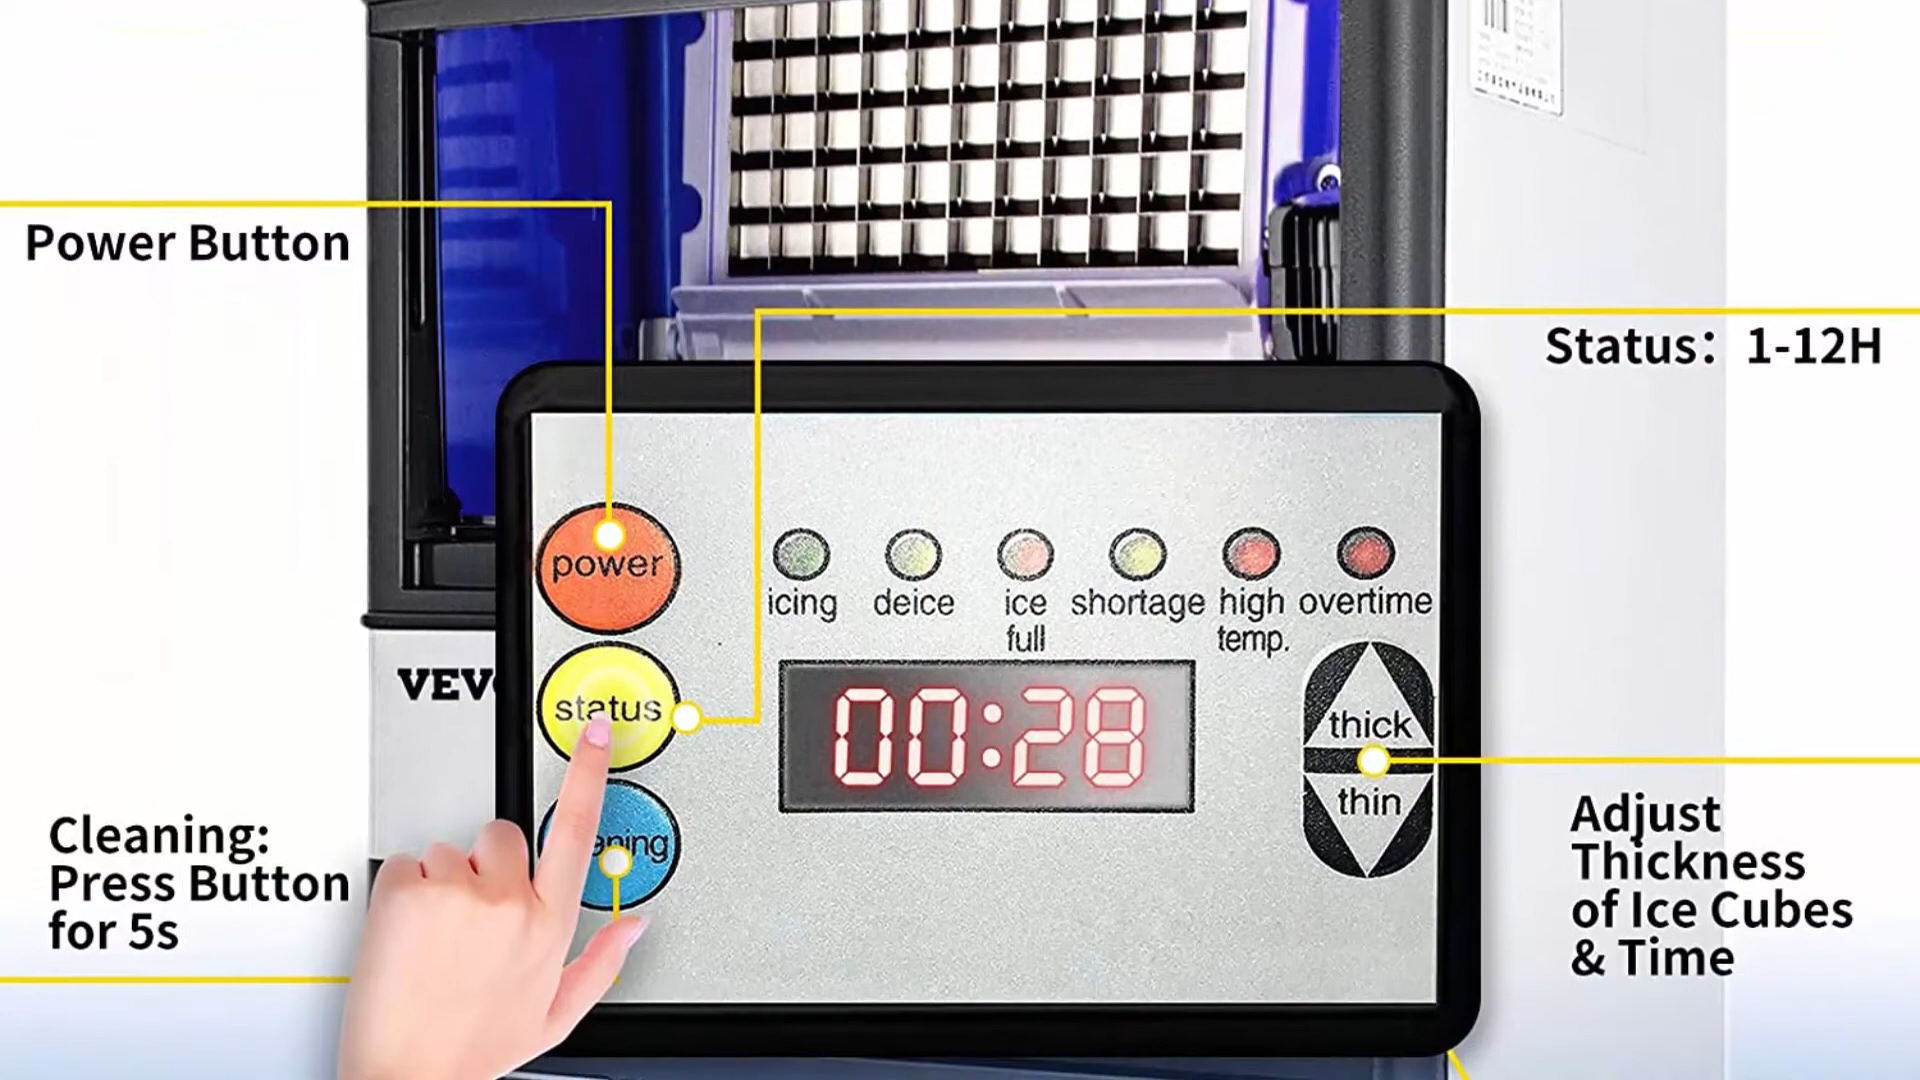 Power Button
Status: 1-12H
power
icing
deice
ice
full
shortage
high
temp.
overtime
status
00:28
thick
thin
Cleaning:
Press Button
for 5s
Adjust
Thickness
of Ice Cubes
& Time